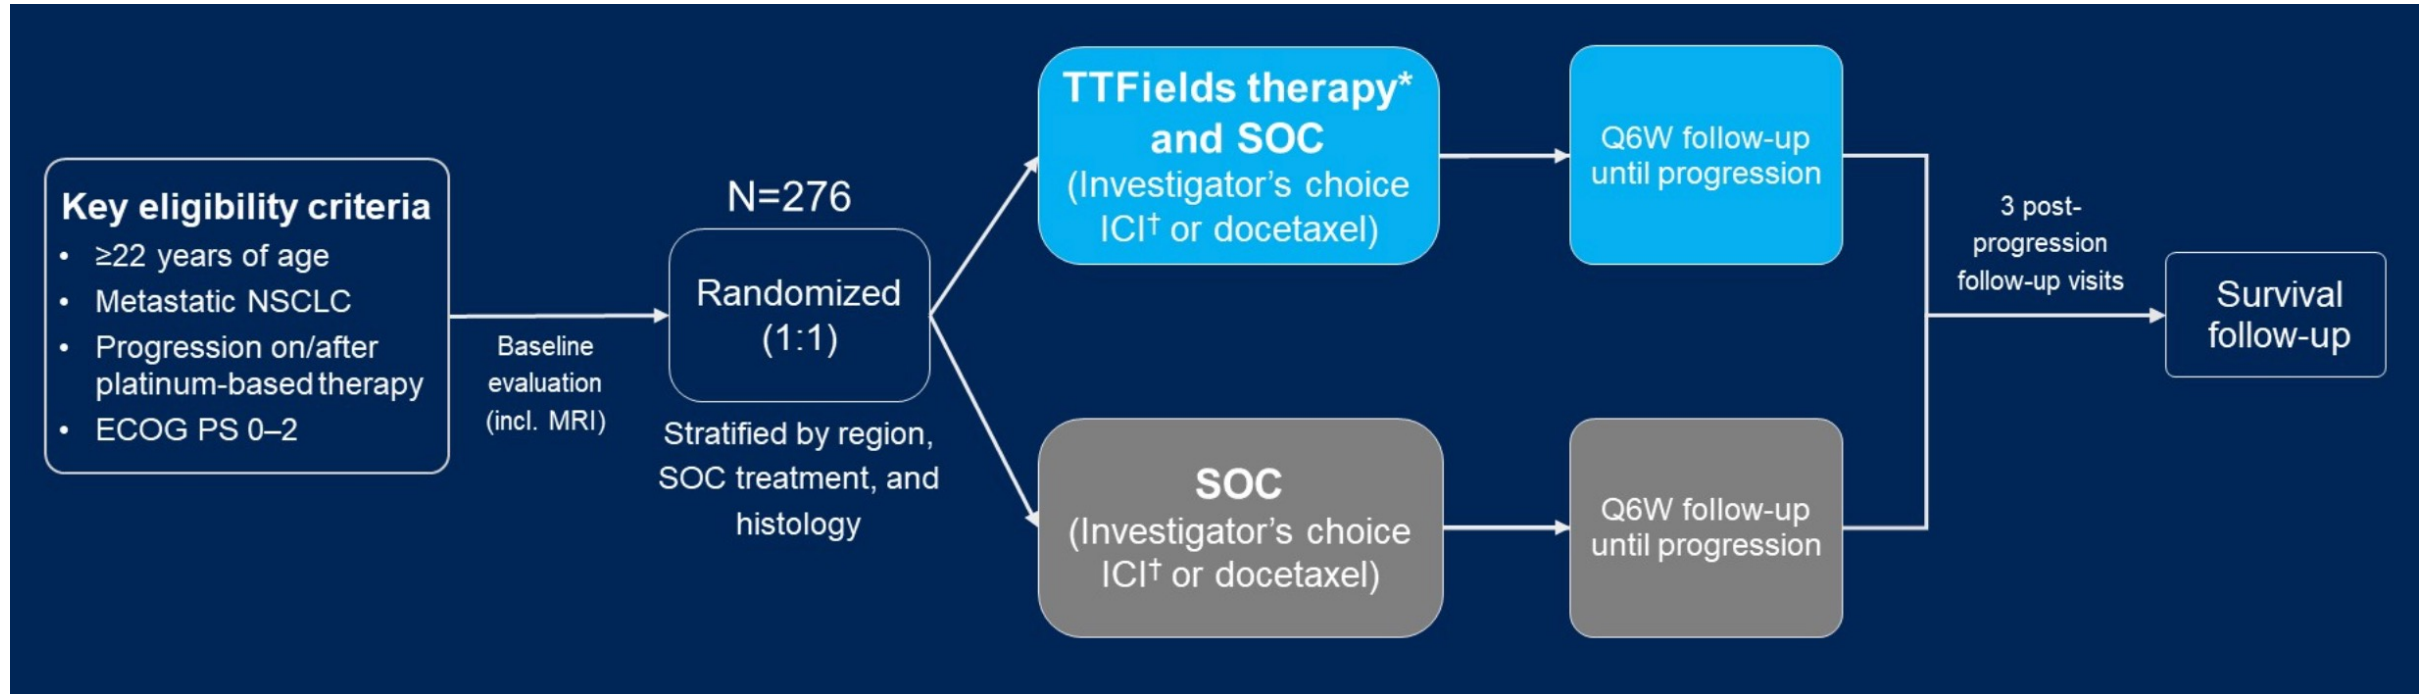 Key eligibility criteria
• ≥22 years of age
• Metastatic NSCLC
• Progression on/after
platinum-based therapy
• ECOG PS 0–2
Baseline
evaluation
(incl. MRI)
N=276
Randomized
(1:1)
Stratified by region,
SOC treatment, and
histology
TTFields therapy*
and SOC
(Investigator’s choice
ICI† or docetaxel)
Q6W follow-up
until progression
SOC
(Investigator’s choice
ICI† or docetaxel)
Q6W follow-up
until progression
3 post-
progression
follow-up visits
Survival
follow-up